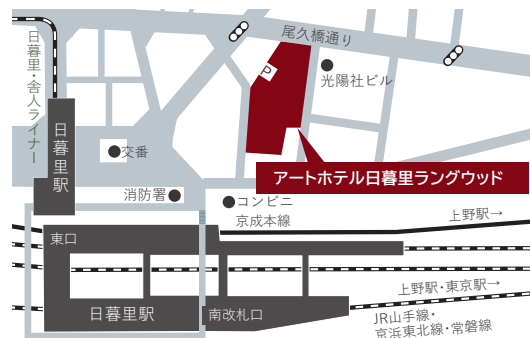 尾久橋通り
日暮里・舎人ライナー
P
光陽社ビル
日暮里駅
交番
アートホテル日暮里ラングウッド
消防署
コンビニ
京成本線
上野駅→
東口
上野駅・東京駅→
日暮里駅
南改札口
JR山手線・
京浜東北線・常磐線